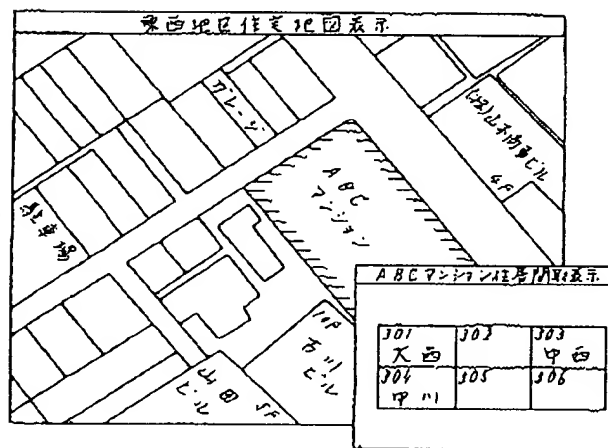 東西地区住宅地図表示
ガレージ
(株)山本商事ビル
4F
ABC
マンション
駐車場
10F
古川
ビル
山田
ビル
5F
ABCマンション住居間取表示
301
大西
302
303
中西
304
中川
305
306